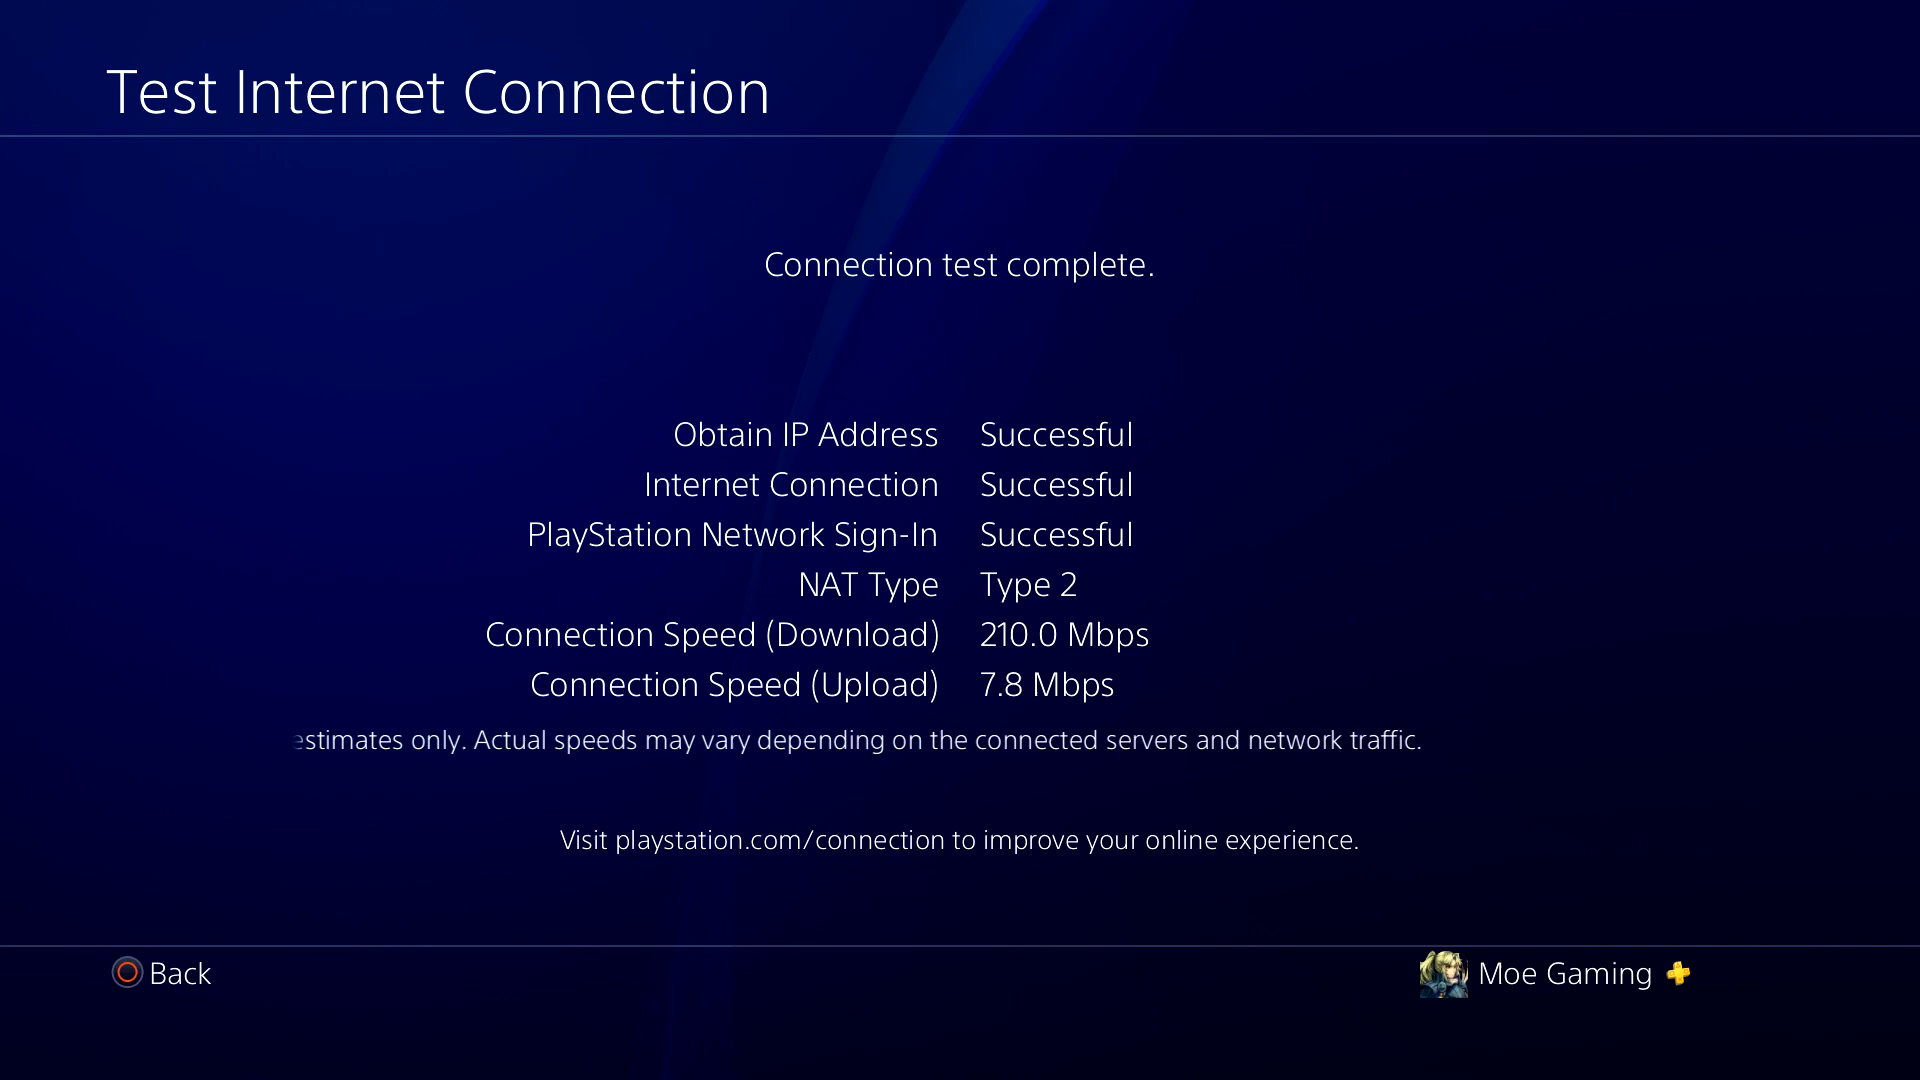 Test Internet Connection
Connection test complete.
Obtain IP Address Successful
Internet Connection Successful
PlayStation Network Sign-In Successful
NAT Type Type 2
Connection Speed (Download) 210.0 Mbps
Connection Speed (Upload) 7.8 Mbps
estimates only. Actual speeds may vary depending on the connected servers and network traffic.
Visit playstation.com/connection to improve your online experience.
Back
Moe Gaming